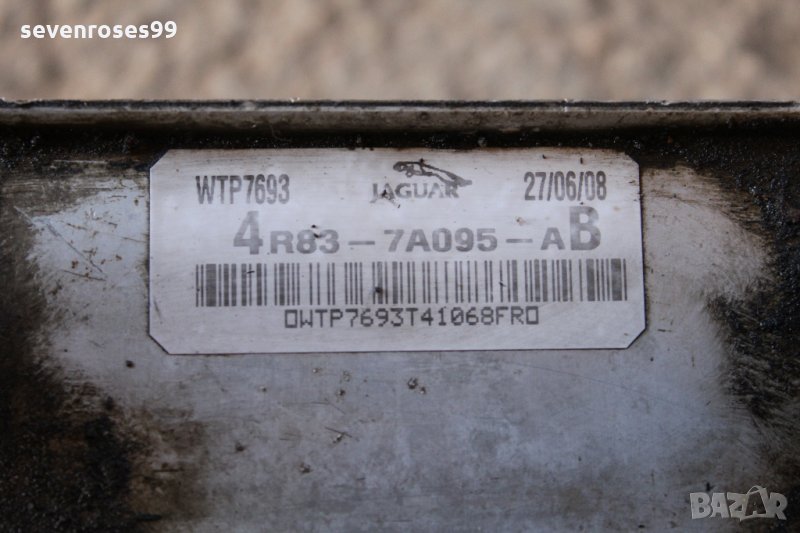 sevenroses99
WTP7693
JAGUAR
27/06/08
4R83-7A095-AB
0WTP7693T41068FR0
BAZAR